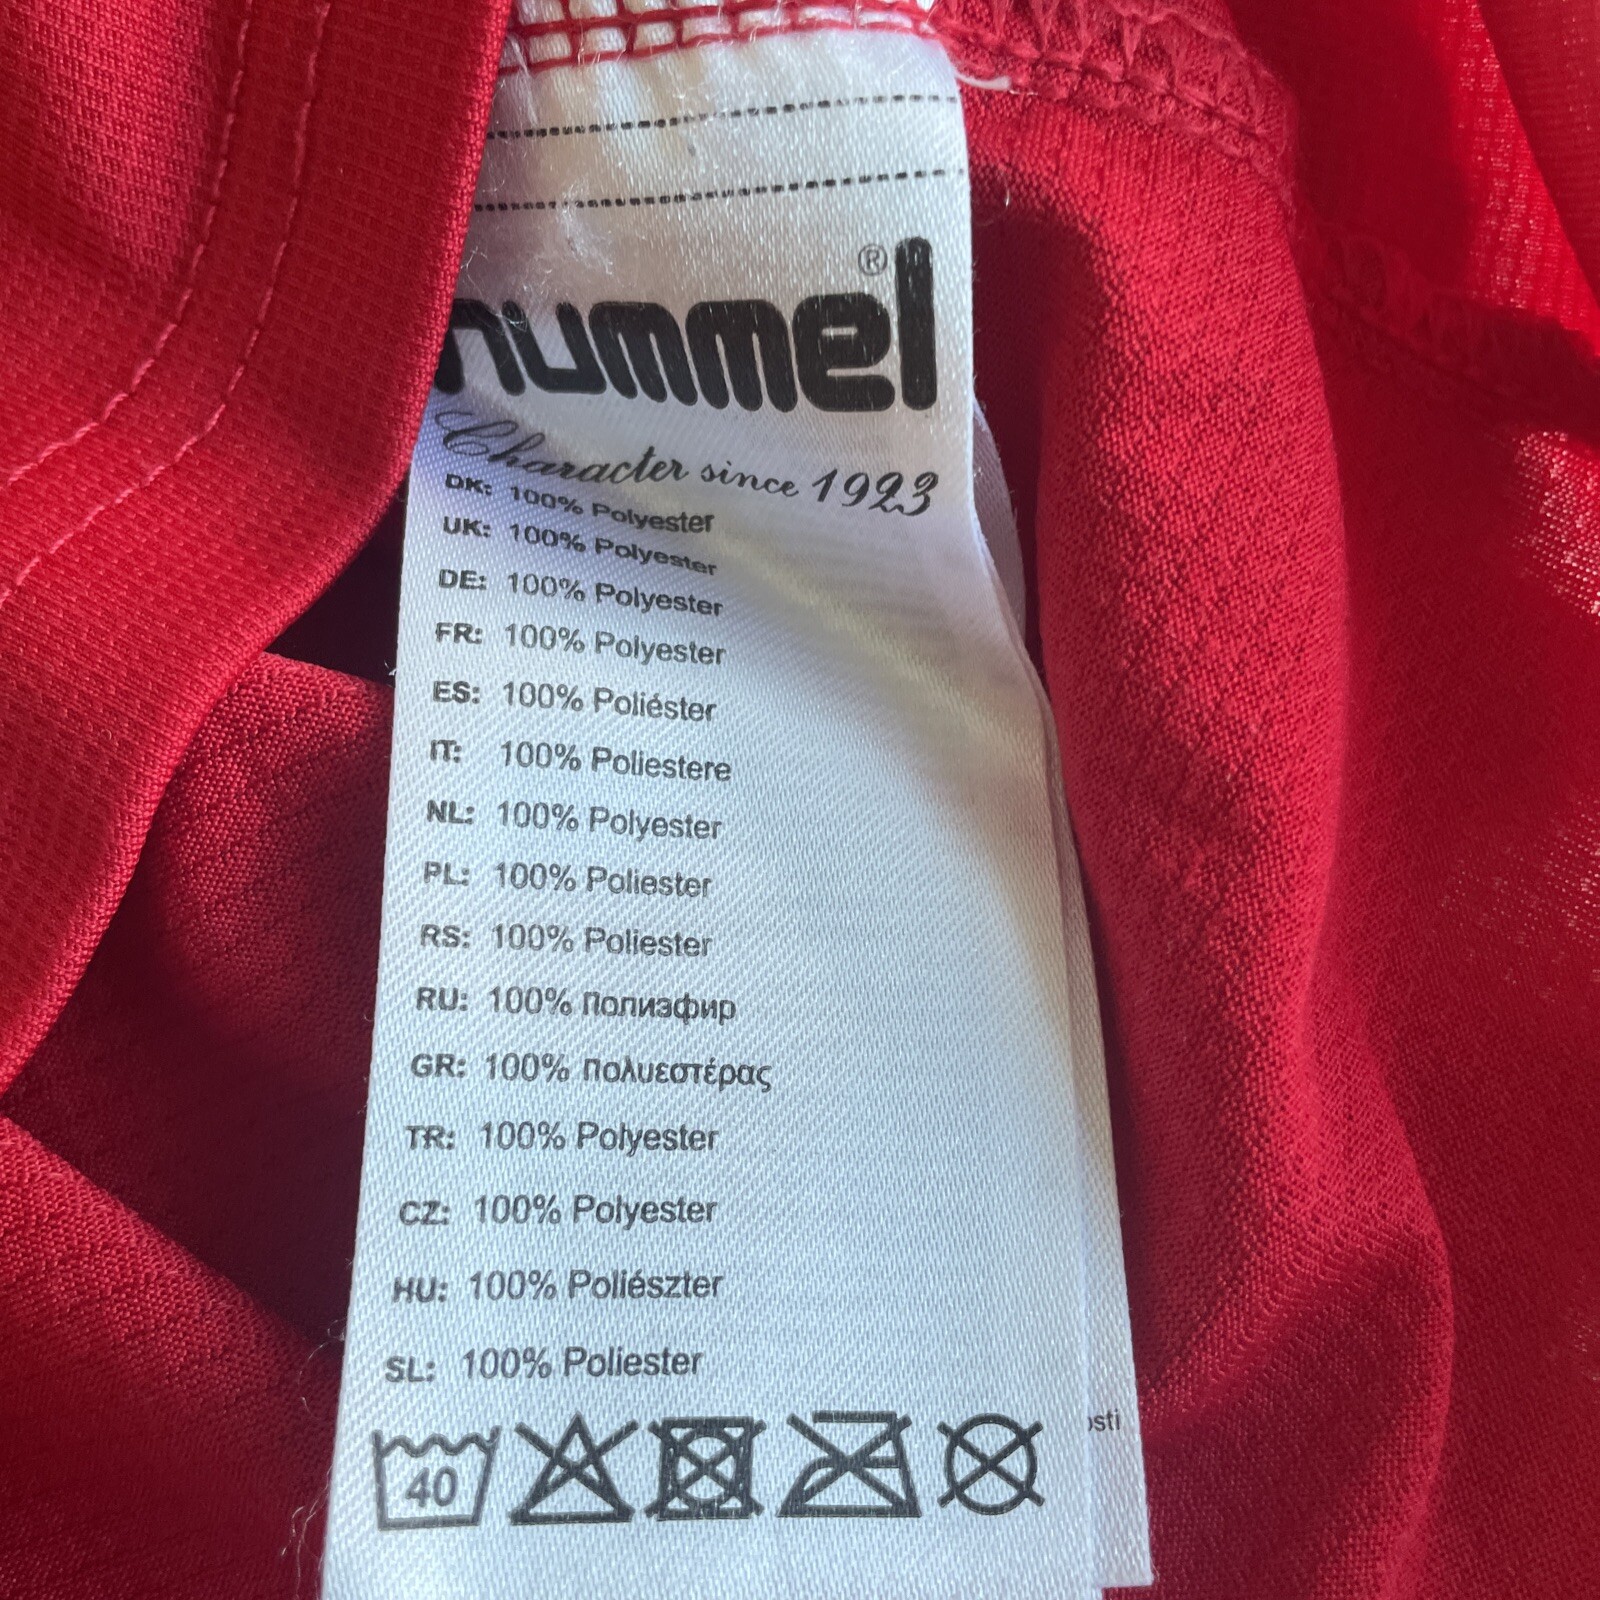 hummel®
Character since 1923
DK: 100% Polyester
UK: 100% Polyester
DE: 100% Polyester
FR: 100% Polyester
ES: 100% Poliéster
IT: 100% Poliestere
NL: 100% Polyester
PL: 100% Poliester
RS: 100% Poliester
RU: 100% полиэфир
GR: 100% πολυεστέρας
TR: 100% Polyester
CZ: 100% Polyester
HU: 100% Poliészter
SL: 100% Poliester
40